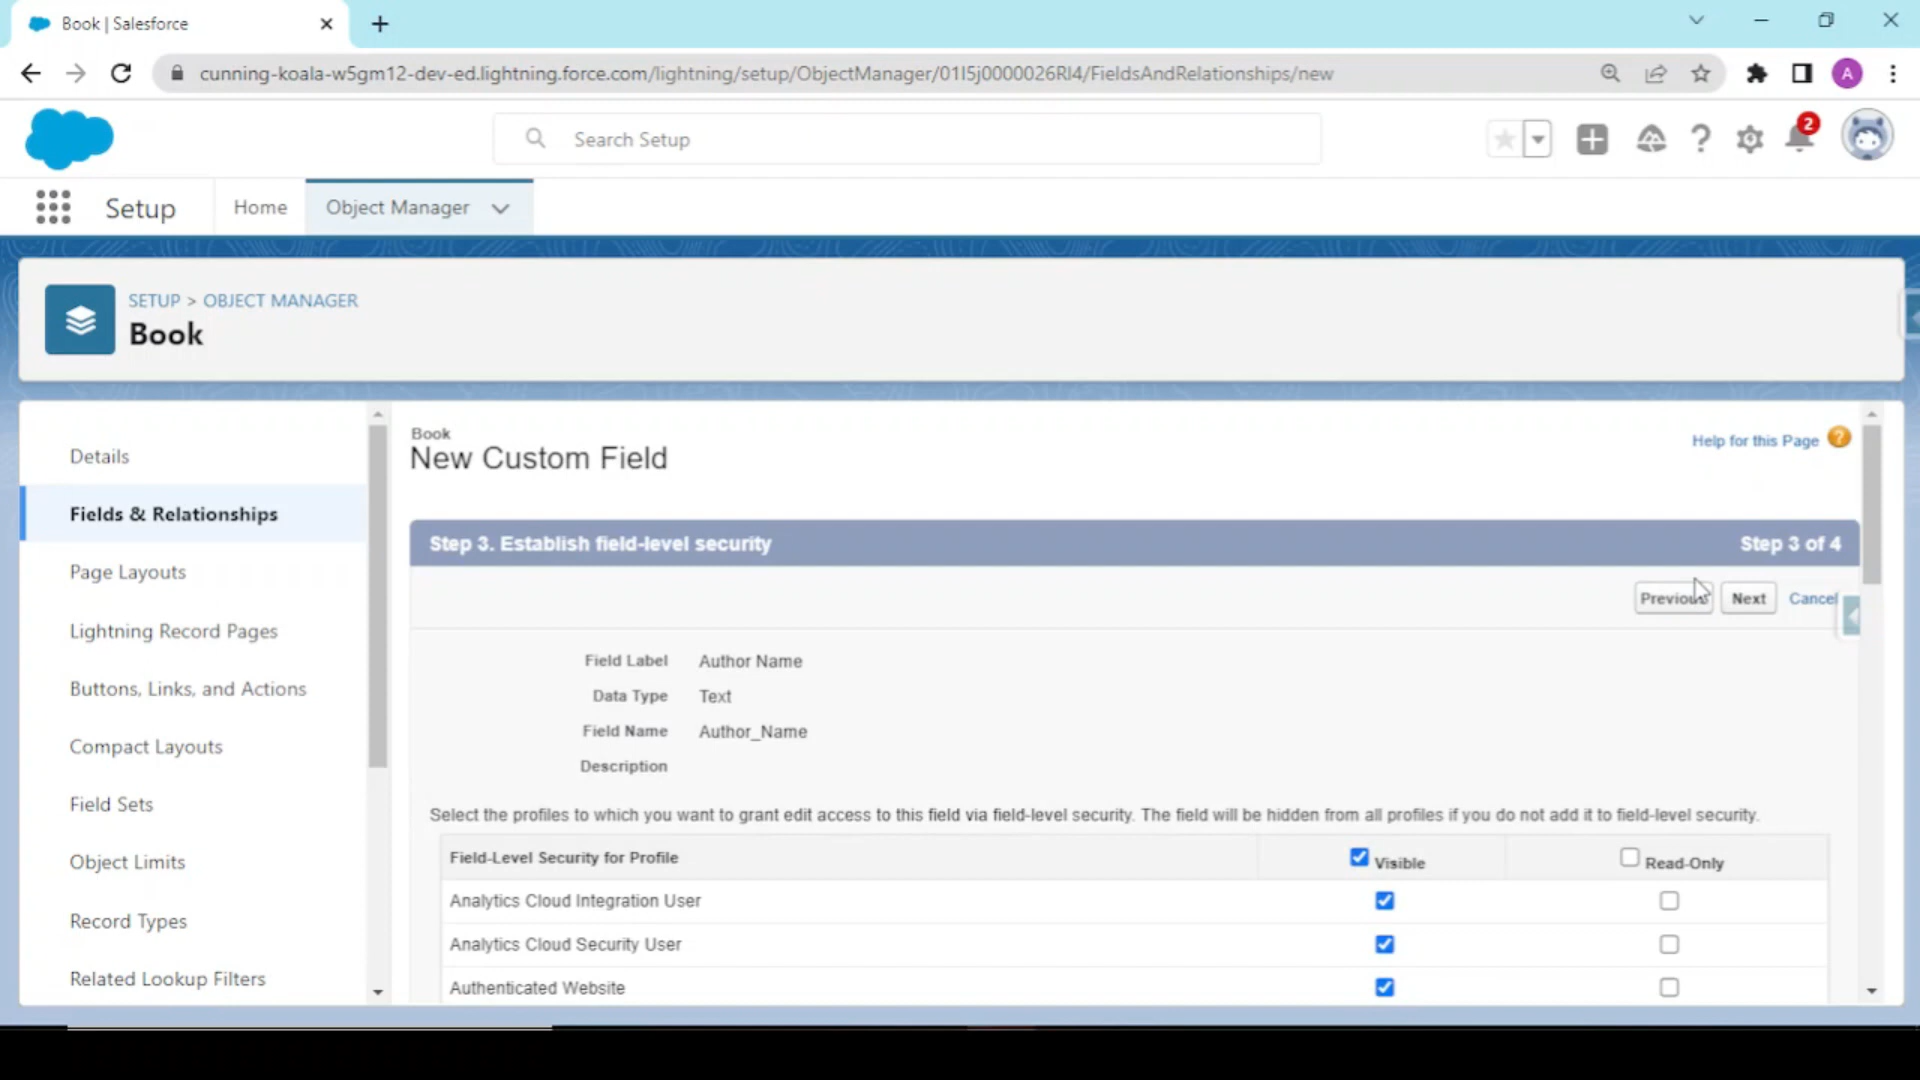 Book | Salesforce
cunning-koala-w5gm12-dev-ed.lightning.force.com/lightning/setup/ObjectManager/01I5j0000026RI4/FieldsAndRelationships/new
A
Search Setup
2
Setup
Home
Object Manager
SETUP > OBJECT MANAGER
Book
Details
Fields & Relationships
Page Layouts
Lightning Record Pages
Buttons, Links, and Actions
Compact Layouts
Field Sets
Object Limits
Record Types
Related Lookup Filters
Book
New Custom Field
Help for this Page
Step 3. Establish field-level security
Step 3 of 4
Previous
Next
Cancel
Field Label Author Name
Data Type Text
Field Name Author_Name
Description
Select the profiles to which you want to grant edit access to this field via field-level security. The field will be hidden from all profiles if you do not add it to field-level security.
Field-Level Security for Profile Visible Read-Only
Analytics Cloud Integration User
Analytics Cloud Security User
Authenticated Website